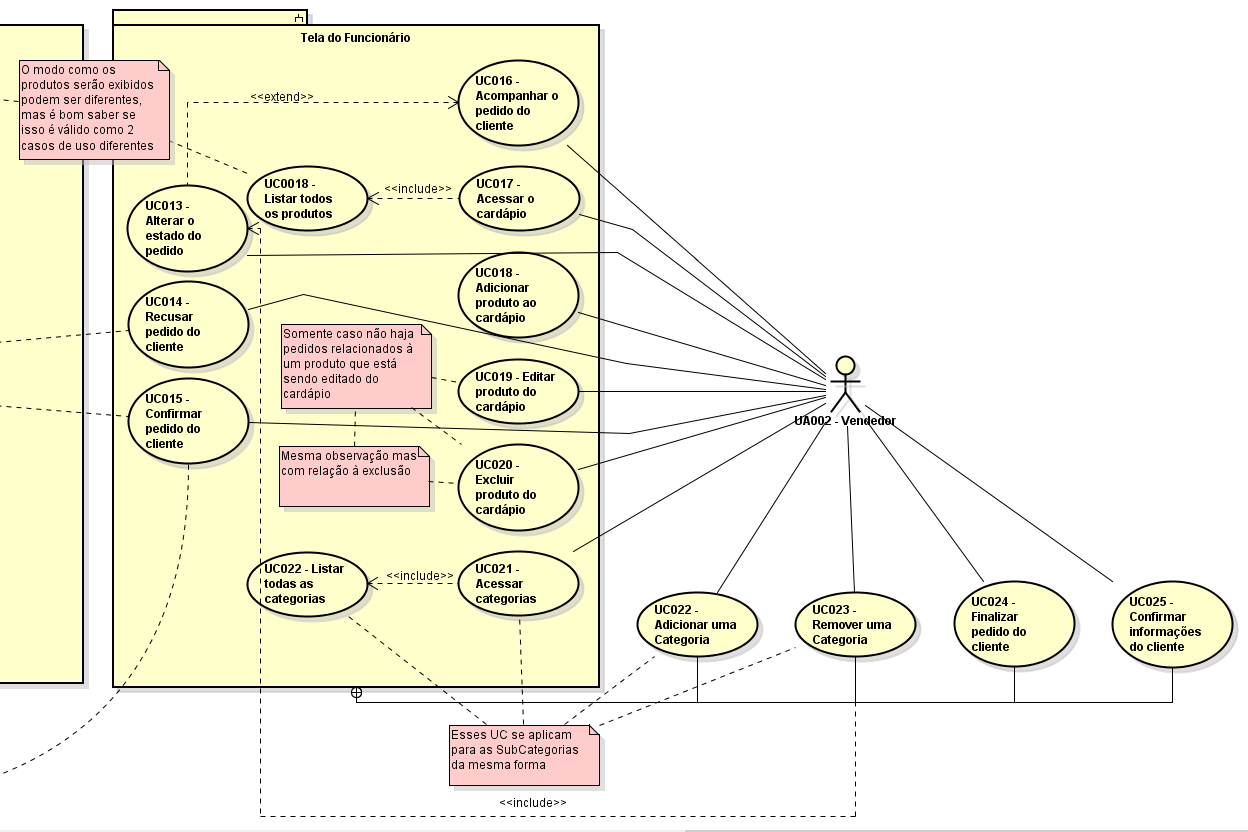 Tela do Funcionário
O modo como os
produtos serão exibidos
podem ser diferentes,
mas é bom saber se
isso é válido como 2
casos de uso diferentes
<<extend>>
UC016 -
Acompanhar o
pedido do
cliente
UC0018 -
Listar todos
os produtos
<<include>>
UC017 -
Acessar o
cardápio
UC013 -
Alterar o
estado do
pedido
UC018 -
Adicionar
produto ao
cardápio
UC014 -
Recusar
pedido do
cliente
Somente caso não haja
pedidos relacionados à
um produto que está
sendo editado do
cardápio
UC019 - Editar
produto do
cardápio
UC015 -
Confirmar
pedido do
cliente
UA002 - Vendedor
Mesma observação mas
com relação à exclusão
UC020 -
Excluir
produto do
cardápio
UC022 - Listar
todas as
categorias
<<include>>
UC021 -
Acessar
categorias
UC022 -
Adicionar uma
Categoria
UC023 -
Remover uma
Categoria
UC024 -
Finalizar
pedido do
cliente
UC025 -
Confirmar
informações
do cliente
Esses UC se aplicam
para as SubCategorias
da mesma forma
<<include>>